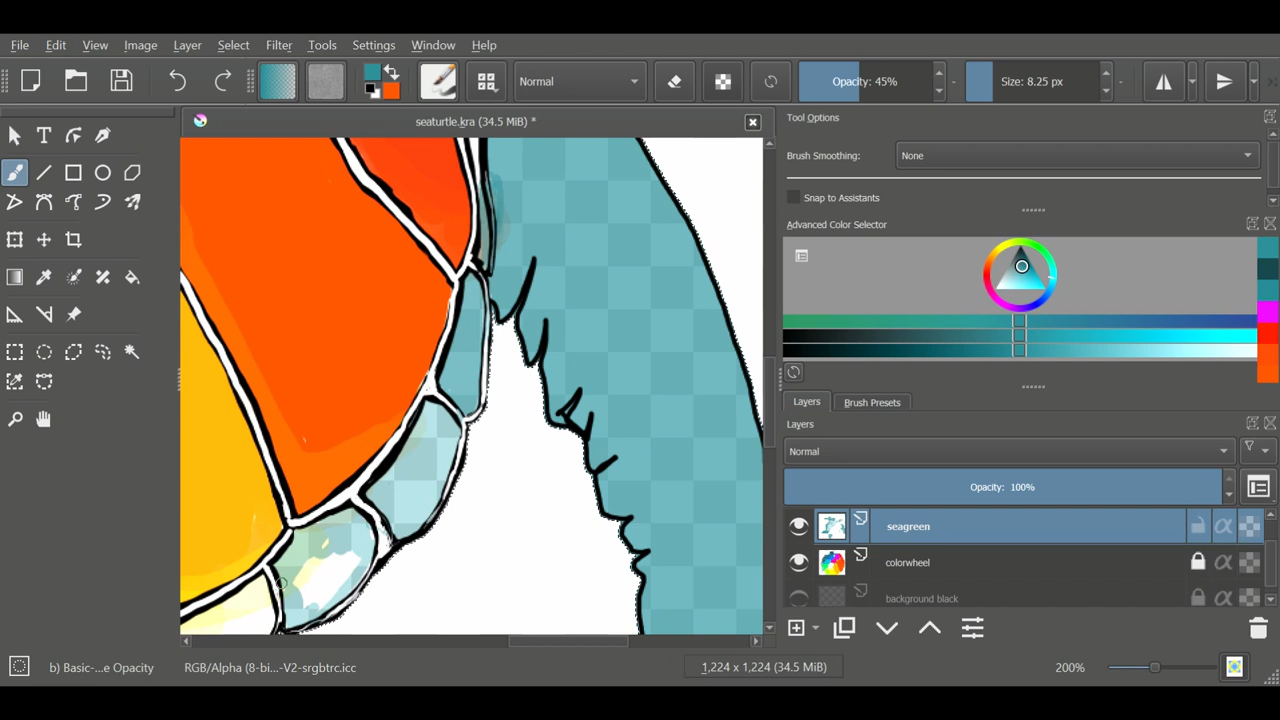 File Edit View Image Layer Select Filter Tools Settings Window Help
Normal Opacity: 45% Size: 8.25 px
seaturtle.kra (34.5 MiB) *
Tool Options
Brush Smoothing: None
Snap to Assistants
Advanced Color Selector
Layers Brush Presets
Layers
Normal
Opacity: 100%
seagreen
colorwheel
background black
b) Basic-...e Opacity RGB/Alpha (8-bi...-V2-srgbtrc.icc 1,224 x 1,224 (34.5 MiB) 200%